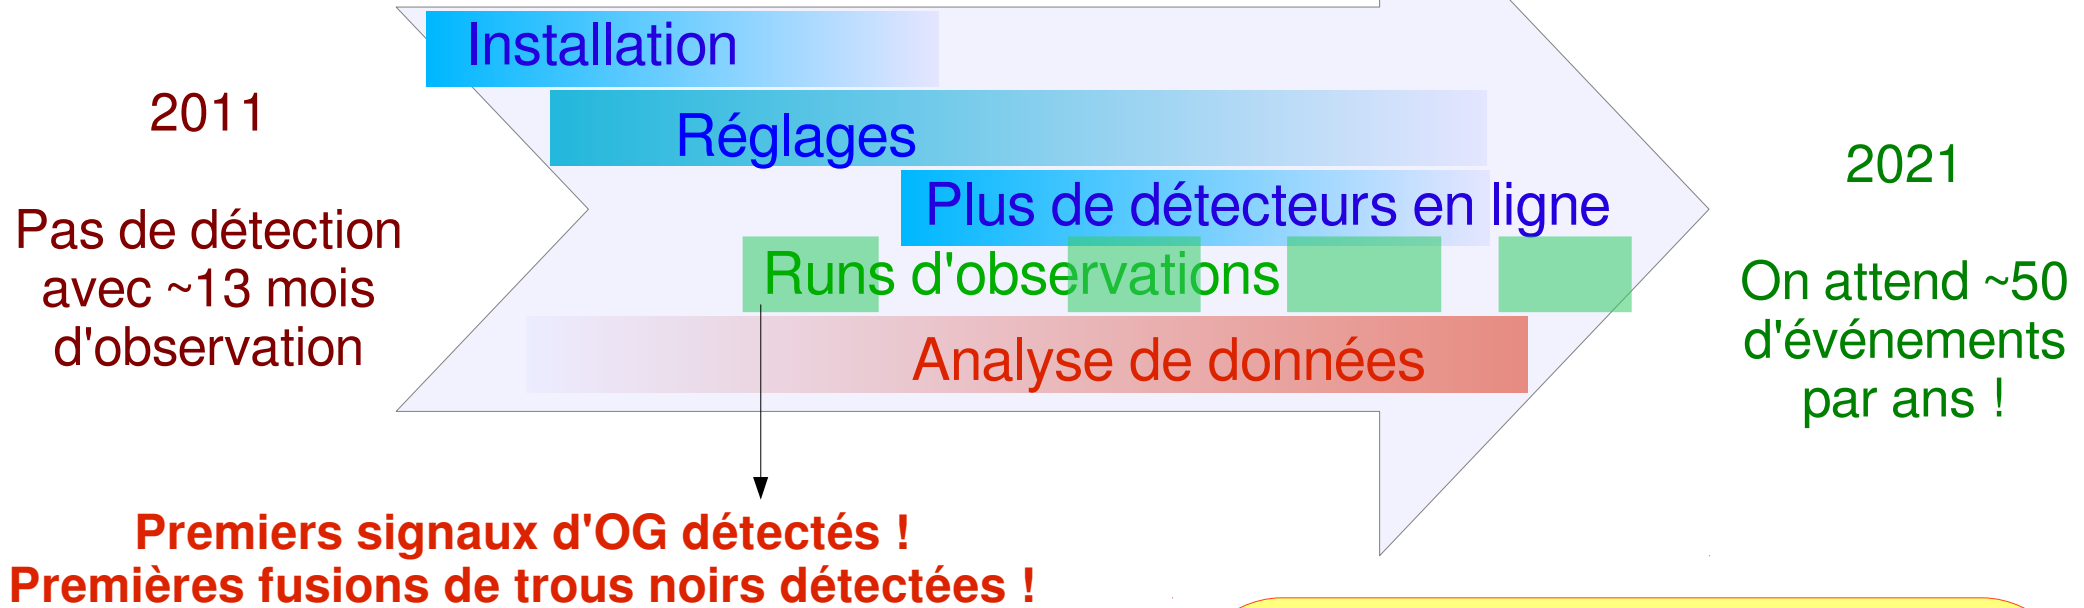 2011
Pas de détection
avec ~13 mois
d'observation
Installation
Réglages
Plus de détecteurs en ligne
Runs d'observations
Analyse de données
2021
On attend ~50
d'événements
par ans !
Premiers signaux d'OG détectés !
Premières fusions de trous noirs détectées !